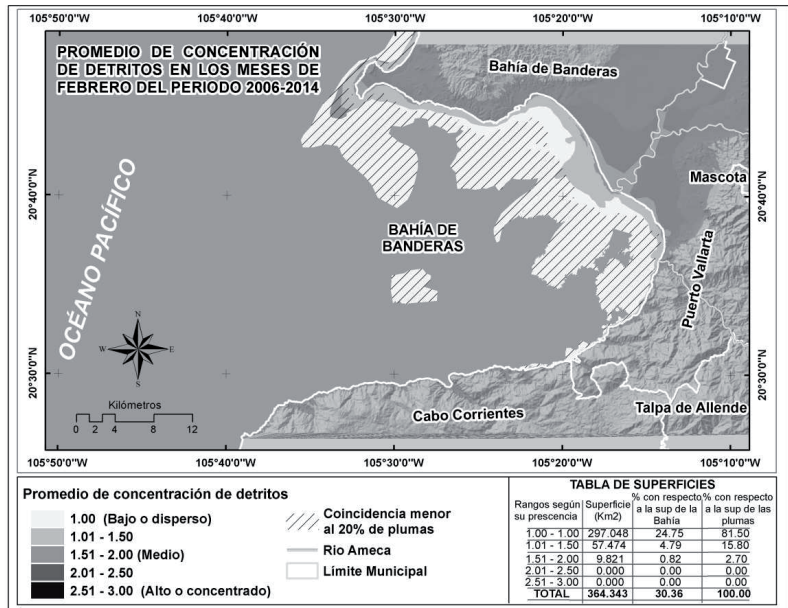 105°50'0"W 105°40'0"W 105°30'0"W 105°20'0"W 105°10'0"W
PROMEDIO DE CONCENTRACIÓN
DE DETRITOS EN LOS MESES DE
FEBRERO DEL PERIODO 2006-2014
Bahía de Banderas
Mascota
20°40'0"N
20°40'0"N
BAHÍA DE
BANDERAS
OCÉANO PACÍFICO
Puerto Vallarta
N
W E
S
20°30'0"N
20°30'0"N
Kilómetros
0 2 4 8 12
Cabo Corrientes
Talpa de Allende
105°50'0"W 105°40'0"W 105°30'0"W 105°20'0"W 105°10'0"W
Promedio de concentración de detritos
1.00 (Bajo o disperso)
1.01 - 1.50
1.51 - 2.00 (Medio)
2.01 - 2.50
2.51 - 3.00 (Alto o concentrado)
Coincidencia menor
al 20% de plumas
Rio Ameca
Limite Municipal
TABLA DE SUPERFICIES
Rangos según su prescencia Superficie (Km2) % con respecto a la sup de la Bahía % con respecto a la sup de las plumas
1.00 - 1.00 297.048 24.75 81.50
1.01 - 1.50 57.474 4.79 15.80
1.51 - 2.00 9.821 0.82 2.70
2.01 - 2.50 0.000 0.00 0.00
2.51 - 3.00 0.000 0.00 0.00
TOTAL 364.343 30.36 100.00